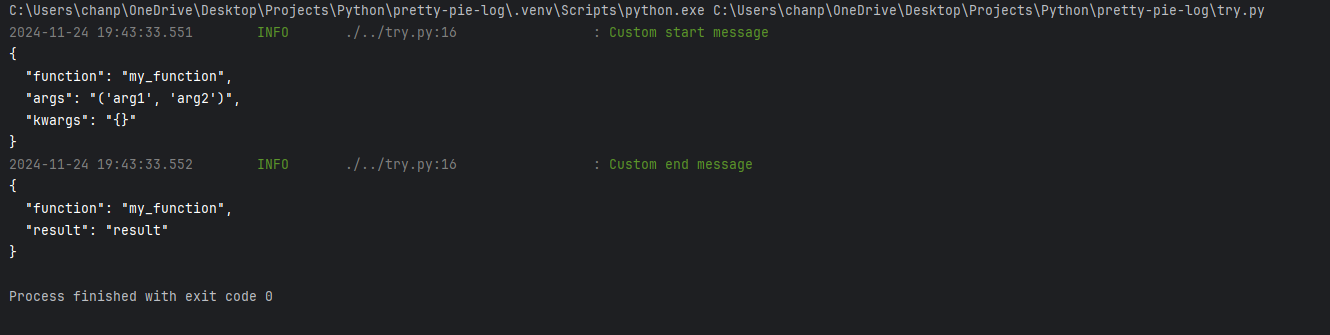 C:\Users\chanp\OneDrive\Desktop\Projects\Python\pretty-pie-log\.venv\Scripts\python.exe C:\Users\chanp\OneDrive\Desktop\Projects\Python\pretty-pie-log\try.py
2024-11-24 19:43:33.551        INFO       ./../try.py:16                 : Custom start message
{
  "function": "my_function",
  "args": "('arg1', 'arg2')",
  "kwargs": "{}"
}
2024-11-24 19:43:33.552        INFO       ./../try.py:16                 : Custom end message
{
  "function": "my_function",
  "result": "result"
}
Process finished with exit code 0